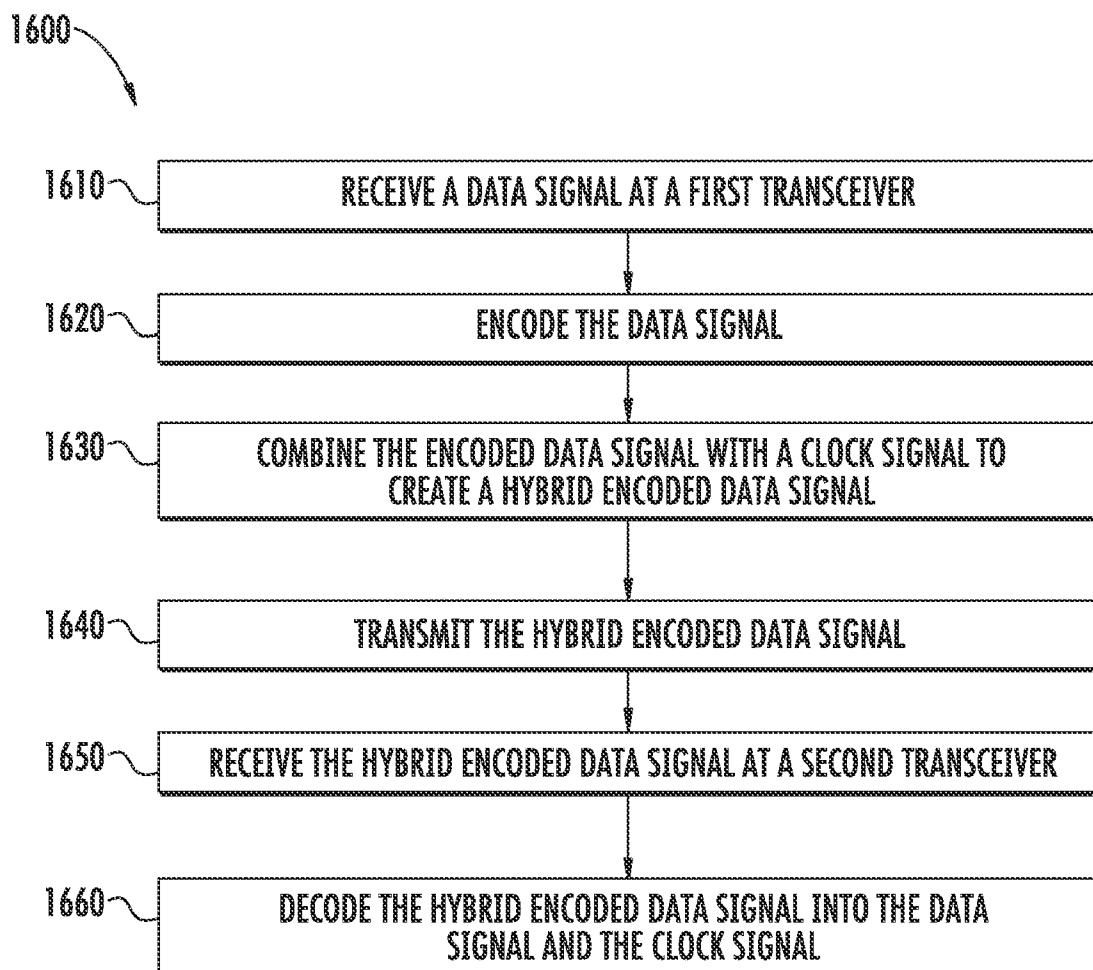 1600
1610
RECEIVE A DATA SIGNAL AT A FIRST TRANSCEIVER
1620
ENCODE THE DATA SIGNAL
1630
COMBINE THE ENCODED DATA SIGNAL WITH A CLOCK SIGNAL TO
CREATE A HYBRID ENCODED DATA SIGNAL
1640
TRANSMIT THE HYBRID ENCODED DATA SIGNAL
1650
RECEIVE THE HYBRID ENCODED DATA SIGNAL AT A SECOND TRANSCEIVER
1660
DECODE THE HYBRID ENCODED DATA SIGNAL INTO THE DATA
SIGNAL AND THE CLOCK SIGNAL